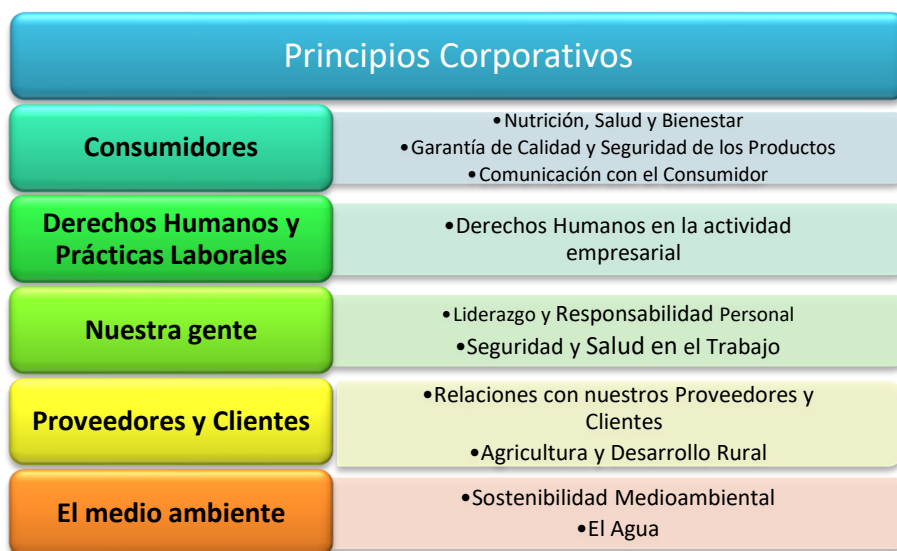 Principios Corporativos
Consumidores
•Nutrición, Salud y Bienestar
•Garantía de Calidad y Seguridad de los Productos
•Comunicación con el Consumidor
Derechos Humanos y
Prácticas Laborales
•Derechos Humanos en la actividad
empresarial
Nuestra gente
•Liderazgo y Responsabilidad Personal
•Seguridad y Salud en el Trabajo
Proveedores y Clientes
•Relaciones con nuestros Proveedores y
Clientes
•Agricultura y Desarrollo Rural
El medio ambiente
•Sostenibilidad Medioambiental
•El Agua